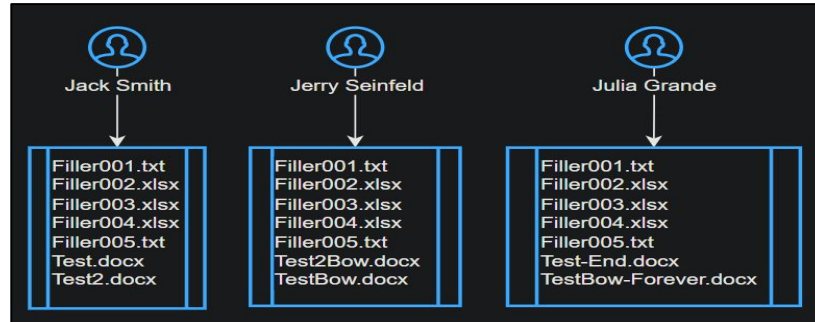 Jack Smith
Filler001.txt
Filler002.xlsx
Filler003.xlsx
Filler004.xlsx
Filler005.txt
Test.docx
Test2.docx
Jerry Seinfeld
Filler001.txt
Filler002.xlsx
Filler003.xlsx
Filler004.xlsx
Filler005.txt
Test2Bow.docx
TestBow.docx
Julia Grande
Filler001.txt
Filler002.xlsx
Filler003.xlsx
Filler004.xlsx
Filler005.txt
Test-End.docx
TestBow-Forever.docx